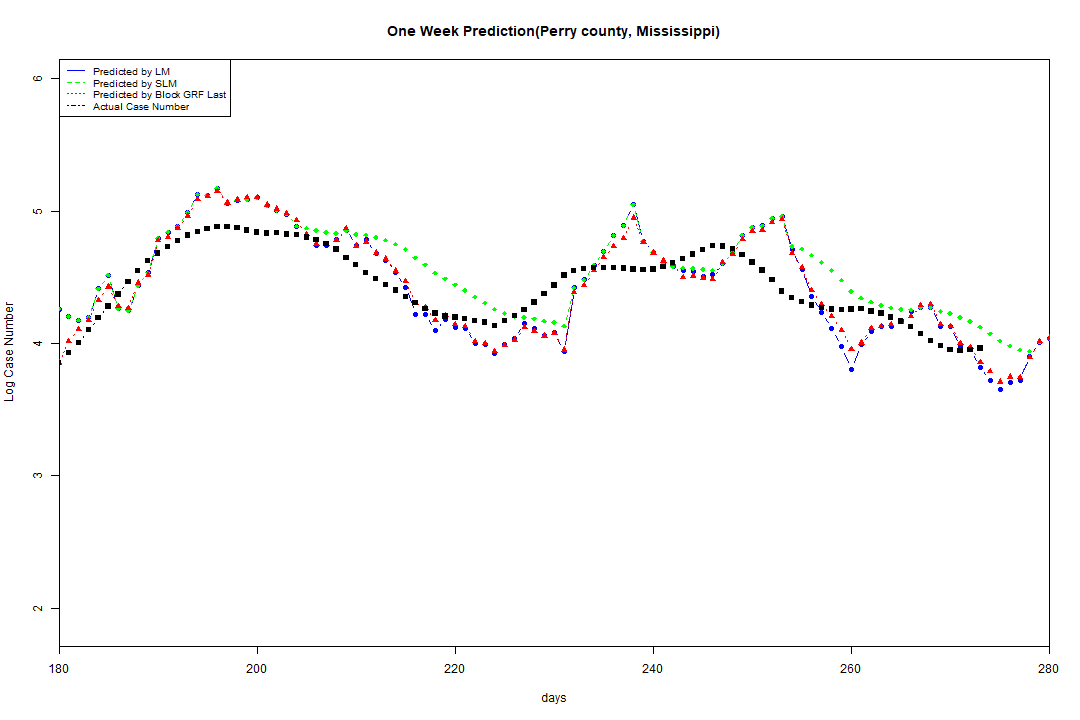 One Week Prediction(Perry county, Mississippi)
Predicted by LM
Predicted by SLM
Predicted by Block GRF Last
Actual Case Number
6
5
4
3
2
Log Case Number
180 200 220 240 260 280
days